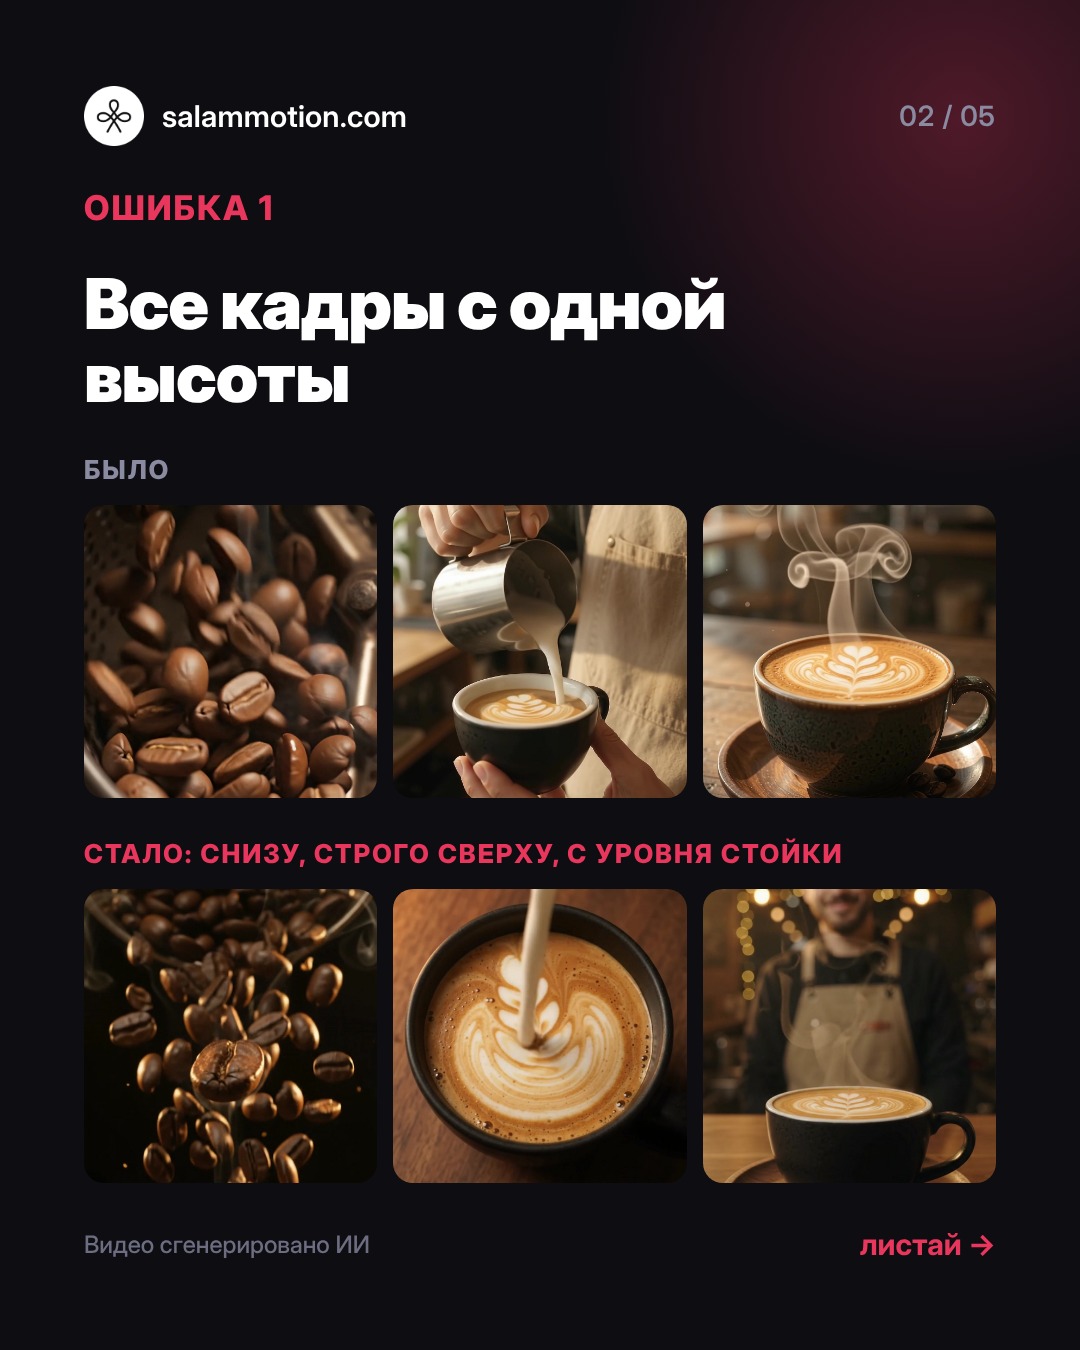 salammotion.com
02 / 05
ОШИБКА 1
Все кадры с одной
высоты
БЫЛО
СТАЛО: СНИЗУ, СТРОГО СВЕРХУ, С УРОВНЯ СТОЙКИ
Видео сгенерировано ИИ
листай →